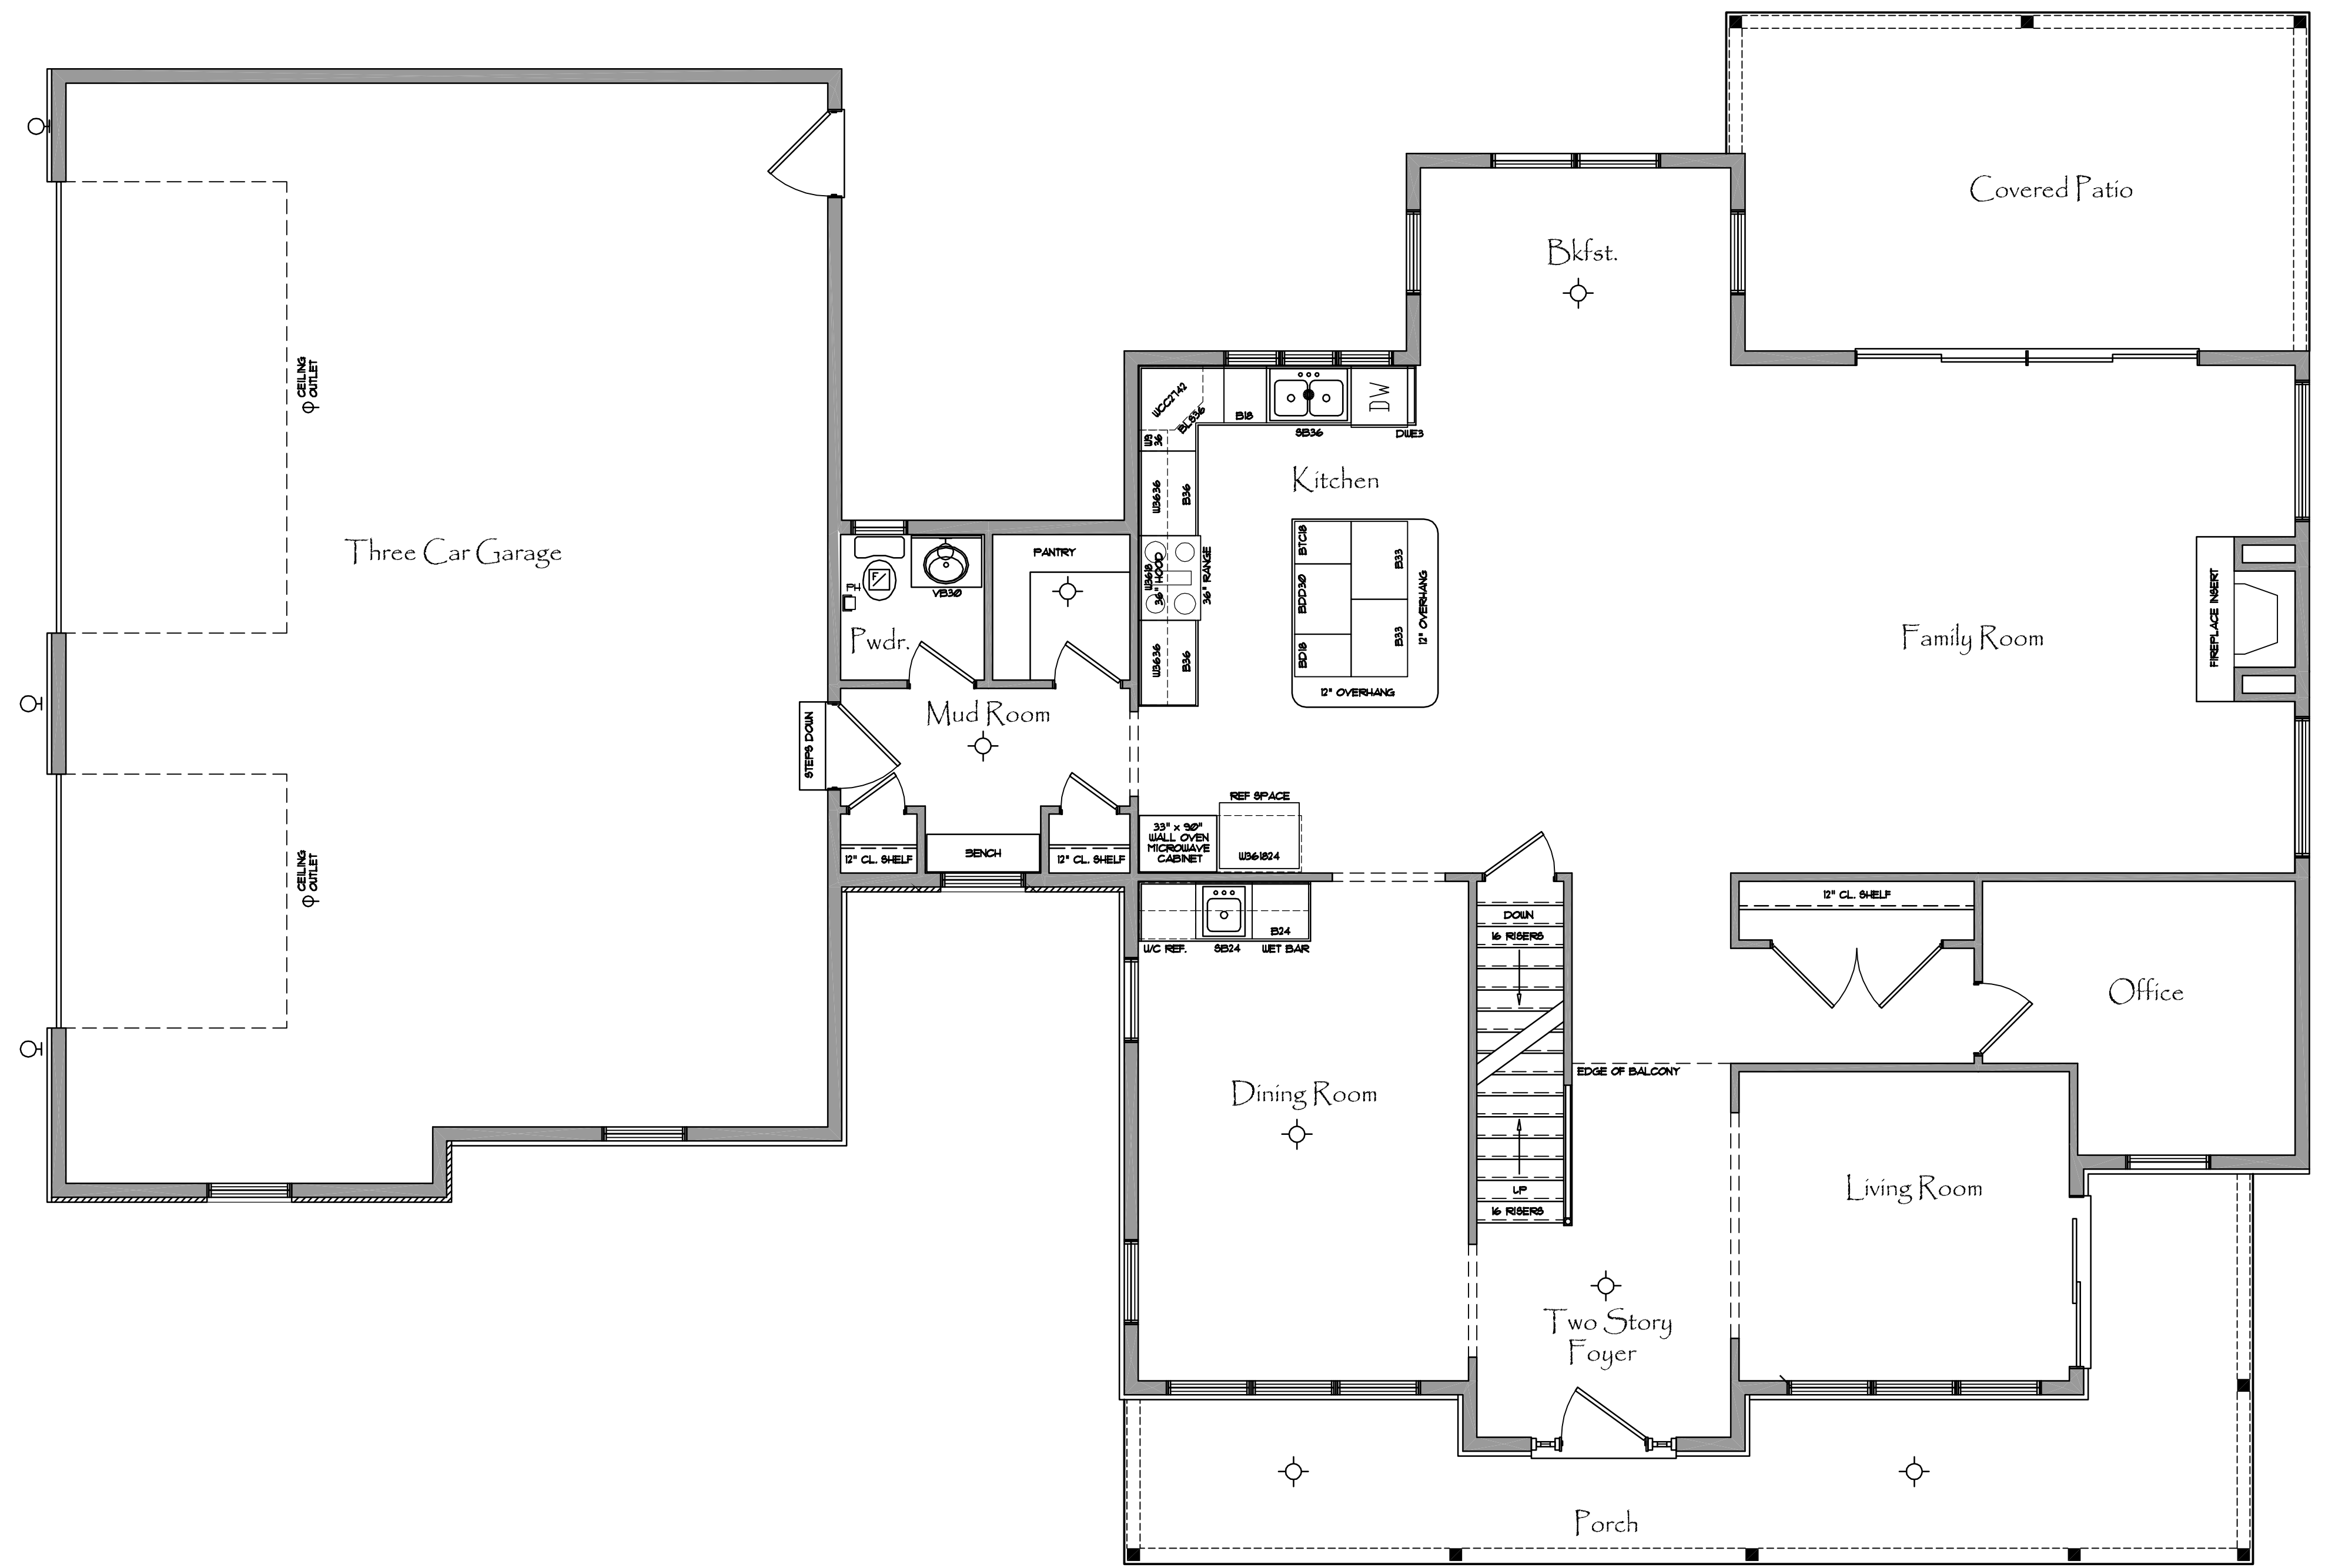 Covered Patio
Bkfst.
CEILING
OUTLET
WCC2742
BLS36
B18
DW
SB36
DWE3
W9
36
Kitchen
W3636
B36
Three Car Garage
PANTRY
VB30
Pwdr.
W3618
36" HOOD
36" RANGE
BTC18
BDD30
BD18
B33
B33
12" OVERHANG
12" OVERHANG
W3636
B36
Family Room
FIREPLACE INSERT
Mud Room
STEPS DOWN
REF SPACE
33" x 90"
WALL OVEN
MICROWAVE
CABINET
W361824
12" CL. SHELF
BENCH
12" CL. SHELF
CEILING
OUTLET
B24
W/C REF.
SB24
WET BAR
DOWN
16 RISERS
12" CL. SHELF
Office
EDGE OF BALCONY
Dining Room
UP
16 RISERS
Living Room
Two Story
Foyer
Porch